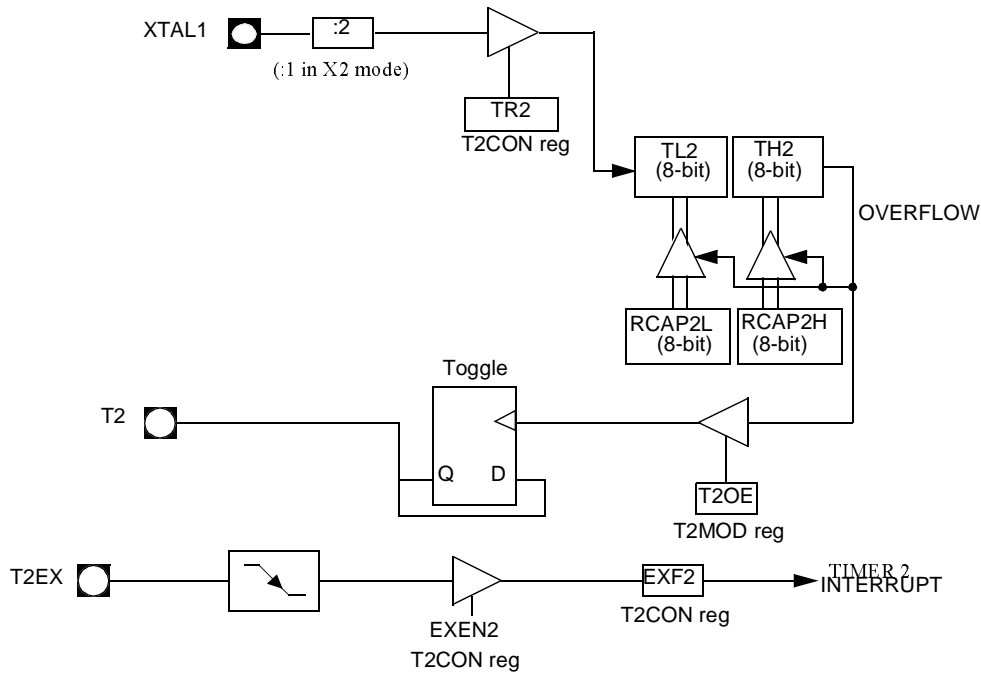 XTAL1
:2
(:1 in X2 mode)
TR2
T2CON reg
TL2
(8-bit)
TH2
(8-bit)
OVERFLOW
RCAP2L
(8-bit)
RCAP2H
(8-bit)
Toggle
T2
Q
D
T2OE
T2MOD reg
T2EX
EXEN2
T2CON reg
EXF2
T2CON reg
TIMER 2
INTERRUPT